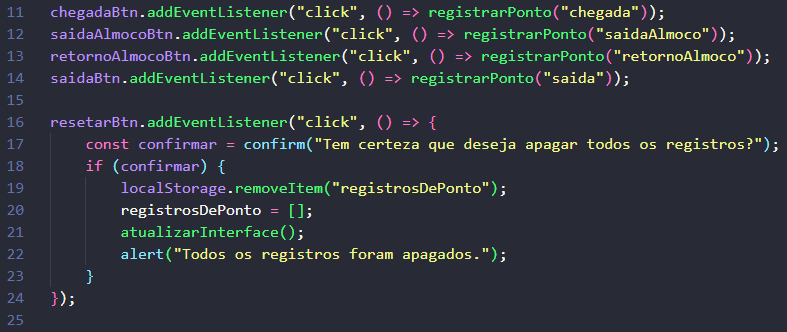 11 chegadaBtn.addEventListener("click", () => registrarPonto("chegada"));
12 saidaAlmocoBtn.addEventListener("click", () => registrarPonto("saidaAlmoco"));
13 retornoAlmocoBtn.addEventListener("click", () => registrarPonto("retornoAlmoco"));
14 saidaBtn.addEventListener("click", () => registrarPonto("saida"));
15
16 resetarBtn.addEventListener("click", () => {
17     const confirmar = confirm("Tem certeza que deseja apagar todos os registros?");
18     if (confirmar) {
19         localStorage.removeItem("registrosDePonto");
20         registrosDePonto = [];
21         atualizarInterface();
22         alert("Todos os registros foram apagados.");
23     }
24 });
25